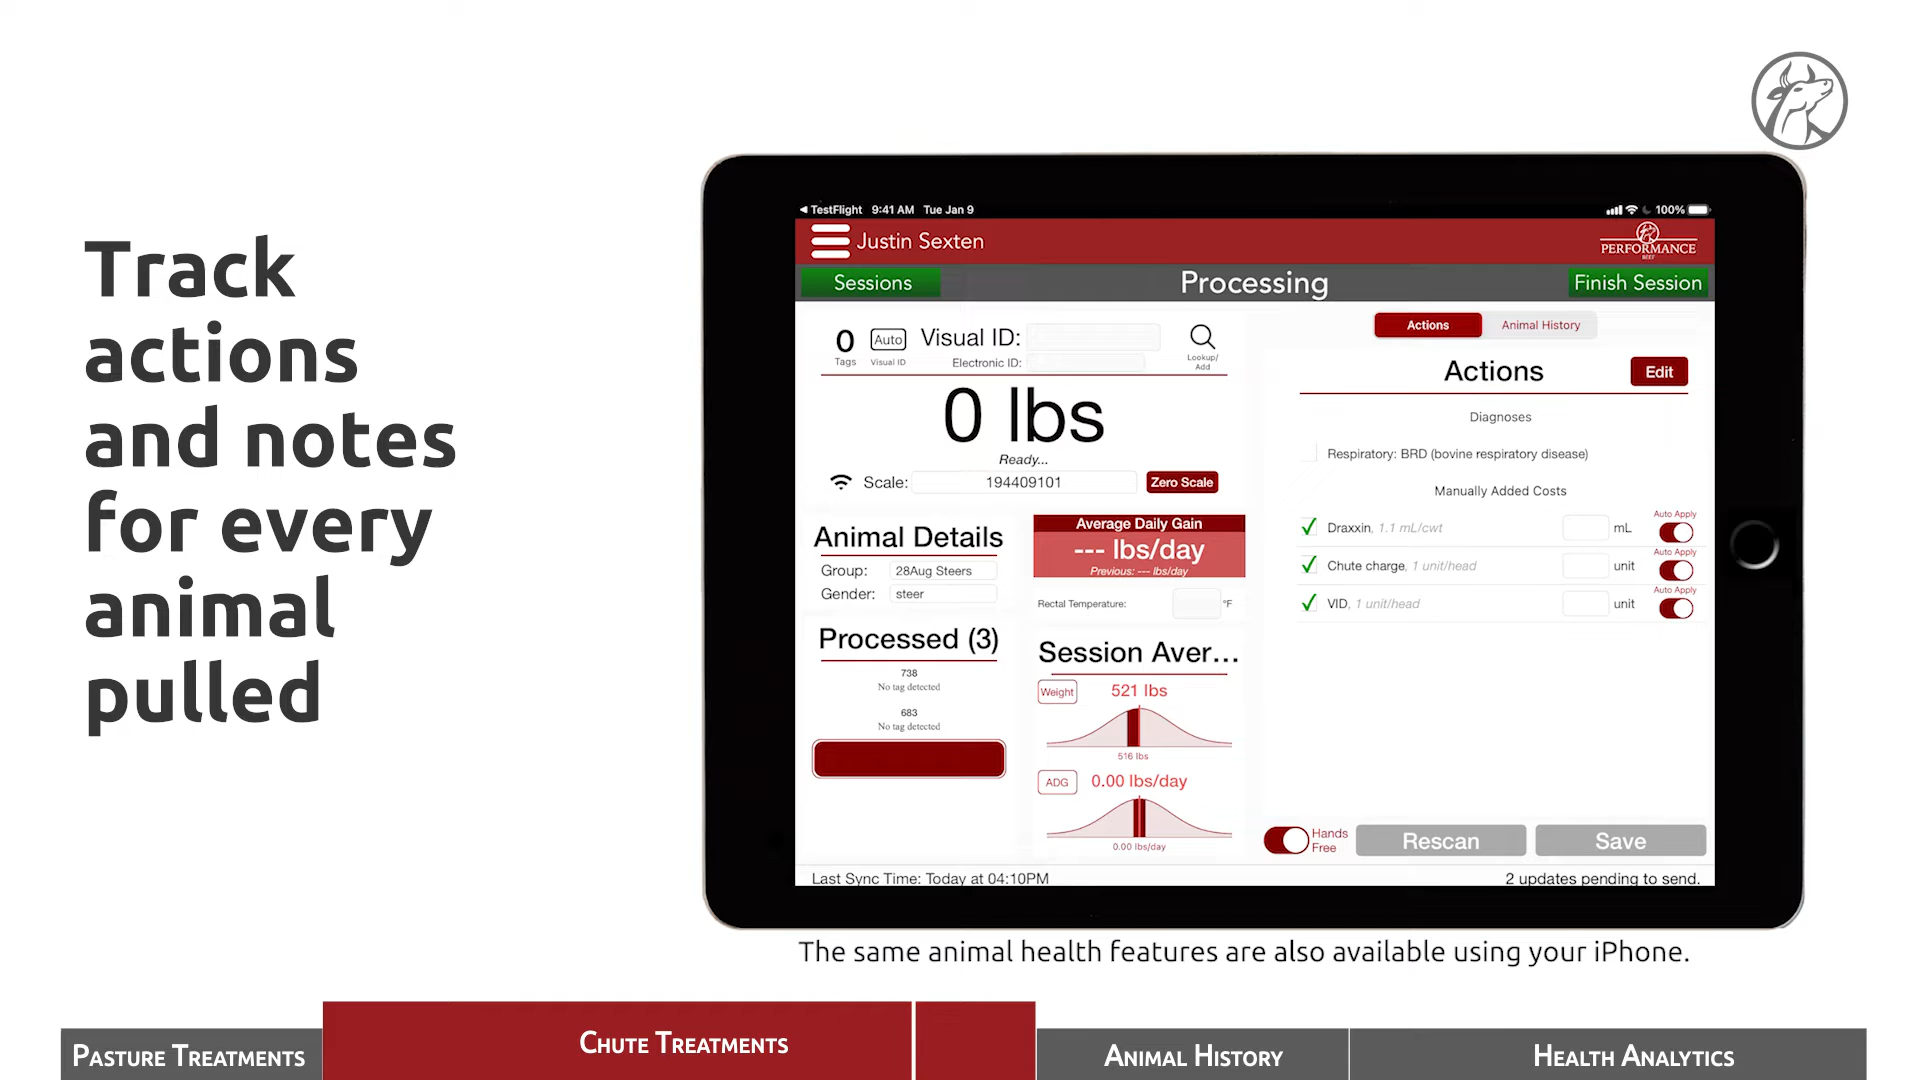 Track
actions
and notes
for every
animal
pulled
TestFlight 9:41 AM Tue Jan 9
100%
Justin Sexten
PERFORMANCE
BEEF
Sessions
Processing
Finish Session
0
Tags
Auto
Visual ID
Visual ID:
Electronic ID:
Lookup/
Add
0 lbs
Ready...
Scale:
194409101
Zero Scale
Animal Details
Group:
28Aug Steers
Gender:
steer
Average Daily Gain
--- lbs/day
Previous: --- lbs/day
Rectal Temperature:
°F
Processed (3)
738
No tag detected
683
No tag detected
Session Aver...
Weight
521 lbs
516 lbs
ADG
0.00 lbs/day
0.00 lbs/day
Actions
Animal History
Actions
Edit
Diagnoses
Respiratory: BRD (bovine respiratory disease)
Manually Added Costs
Draxxin, 1.1 mL/cwt
mL
Auto Apply
Chute charge, 1 unit/head
unit
Auto Apply
VID, 1 unit/head
unit
Auto Apply
Hands
Free
Rescan
Save
Last Sync Time: Today at 04:10PM
2 updates pending to send.
The same animal health features are also available using your iPhone.
Pasture Treatments
Chute Treatments
Animal History
Health Analytics